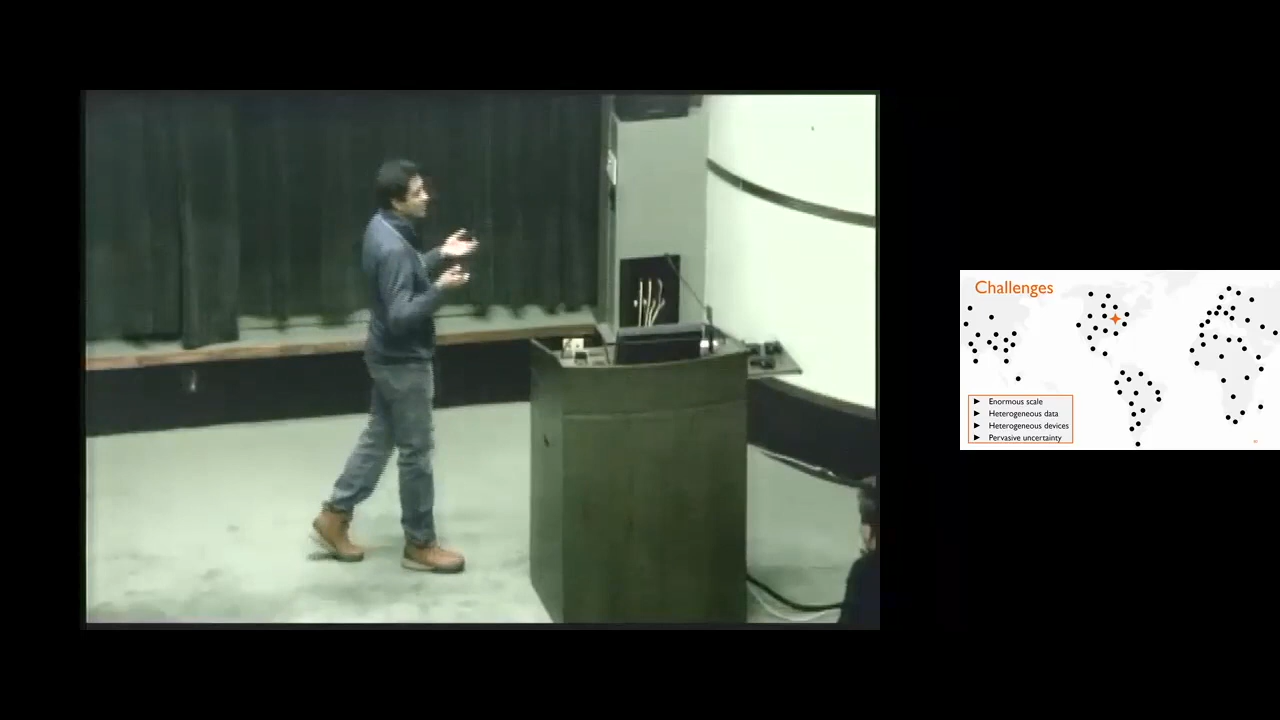 Challenges
Enormous scale
Heterogeneous data
Heterogeneous devices
Pervasive uncertainty